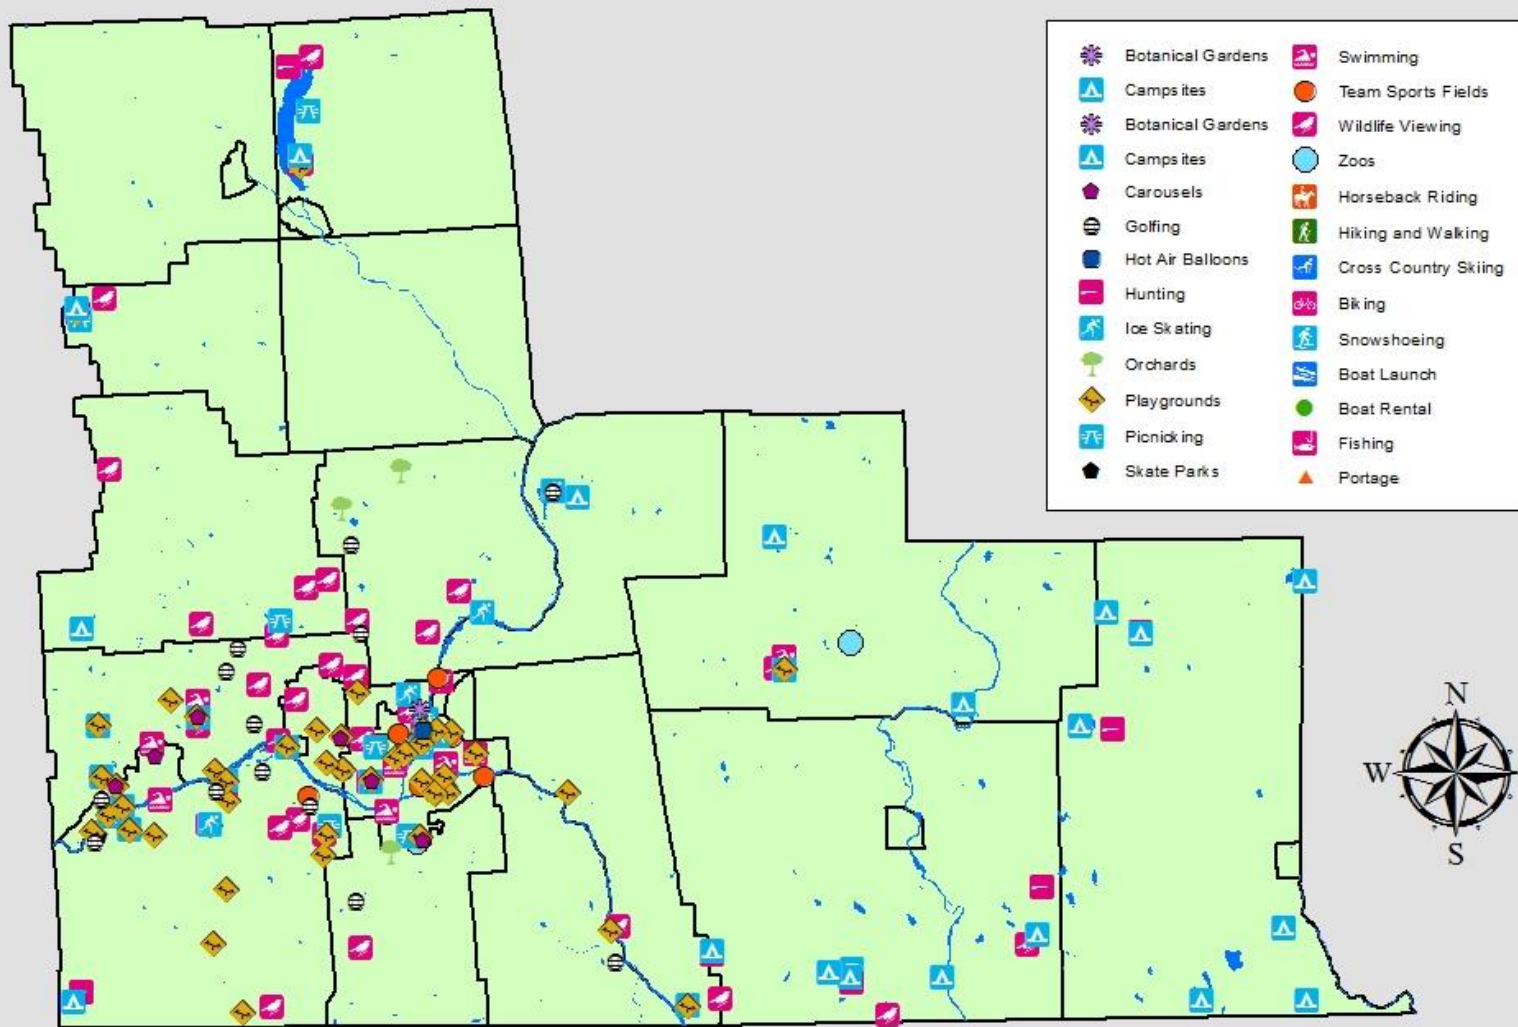 Botanical Gardens
Campsites
Botanical Gardens
Campsites
Carousels
Golfing
Hot Air Balloons
Hunting
Ice Skating
Orchards
Playgrounds
Picnicking
Skate Parks
Swimming
Team Sports Fields
Wildlife Viewing
Zoos
Horseback Riding
Hiking and Walking
Cross Country Skiing
Biking
Snowshoeing
Boat Launch
Boat Rental
Fishing
Portage
N
W
E
S